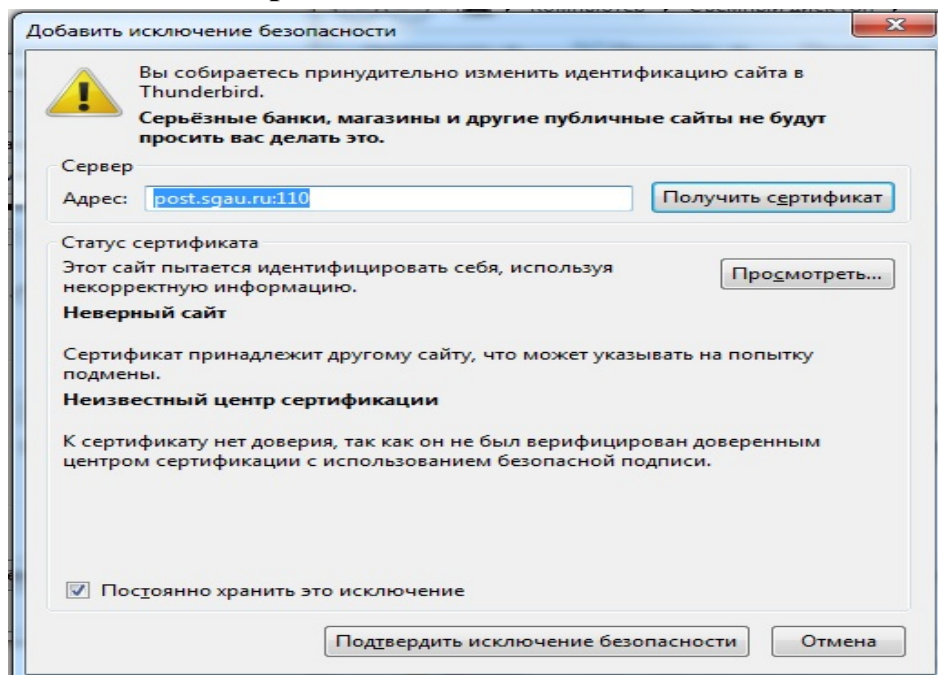 Добавить исключение безопасности
Вы собираетесь принудительно изменить идентификацию сайта в
Thunderbird.
Серьёзные банки, магазины и другие публичные сайты не будут
просить вас делать это.
Сервер
Адрес: post.sgau.ru:110 Получить сертификат
Статус сертификата
Этот сайт пытается идентифицировать себя, используя
некорректную информацию.
Просмотреть...
Неверный сайт
Сертификат принадлежит другому сайту, что может указывать на попытку
подмены.
Неизвестный центр сертификации
К сертификату нет доверия, так как он не был верифицирован доверенным
центром сертификации с использованием безопасной подписи.
Постоянно хранить это исключение
Подтвердить исключение безопасности Отмена